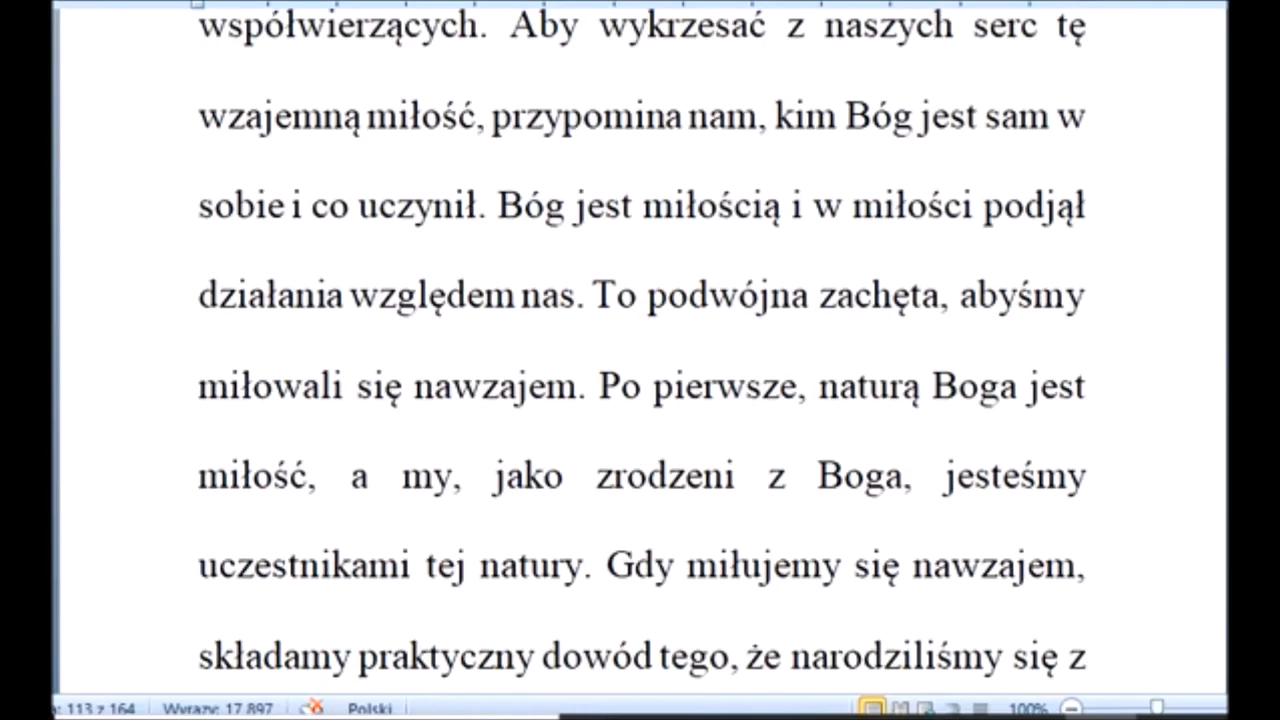 współwierzących. Aby wykrzesać z naszych serc tę
wzajemną miłość, przypomina nam, kim Bóg jest sam w
sobie i co uczynił. Bóg jest miłością i w miłości podjął
działania względem nas. To podwójna zachęta, abyśmy
miłowali się nawzajem. Po pierwsze, naturą Boga jest
miłość, a my, jako zrodzeni z Boga, jesteśmy
uczestnikami tej natury. Gdy miłujemy się nawzajem,
składamy praktyczny dowód tego, że narodziliśmy się z
: 113 z 164 Wyrazy: 17 897 Polski 100%